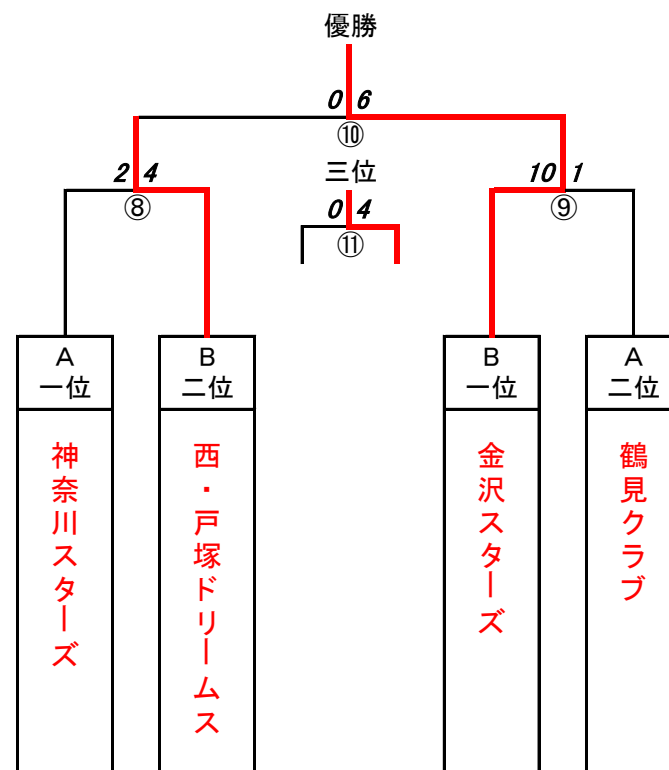 優勝
0 6
⑩
2 4
⑧
三位
0 4
⑪
10 1
⑨
A
一位
B
二位
B
一位
A
二位
神奈川スターズ
西・戸塚ドリームス
金沢スターズ
鶴見クラブ